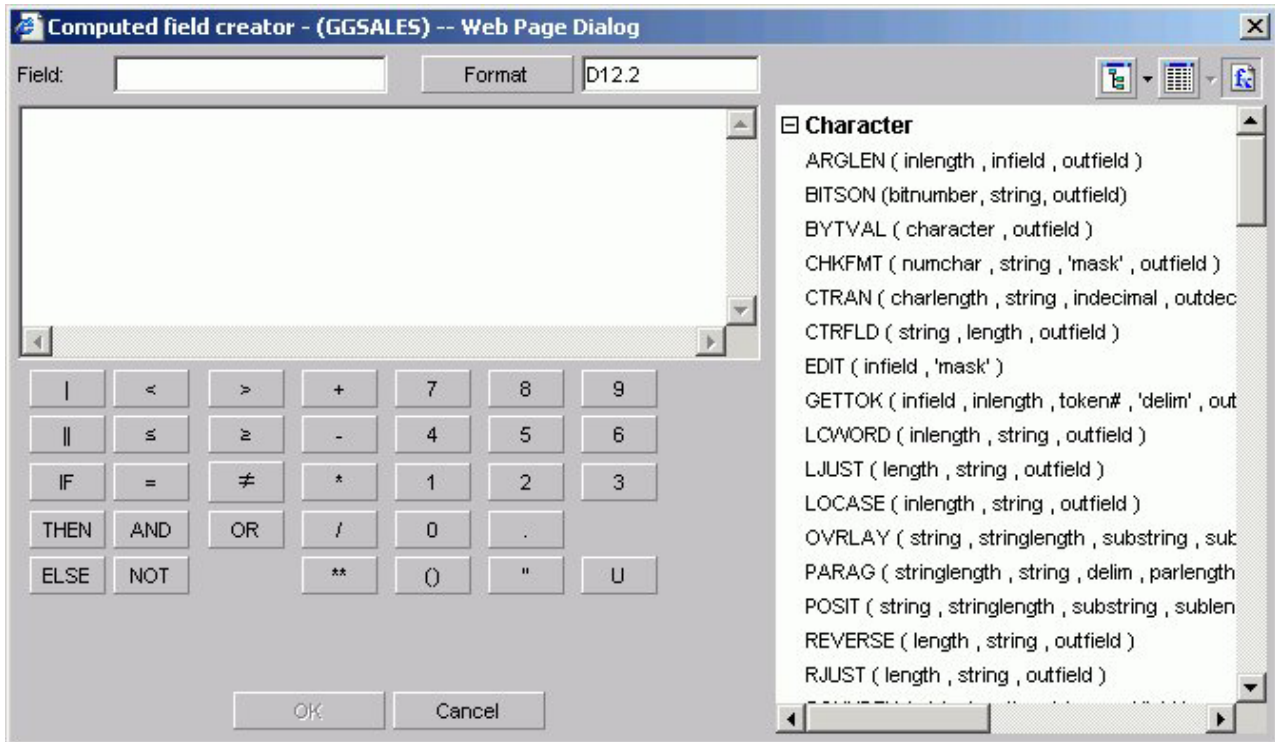 Computed field creator - (GGSALES) -- Web Page Dialog
Field: Format D12.2
Character
ARGLEN ( inlength , infield , outfield )
BITSON (bitnumber, string, outfield)
BYTVAL ( character , outfield )
CHKFMT ( numchar , string , 'mask' , outfield )
CTRAN ( charlength , string , indecimal , outdec
CTRFLD ( string , length , outfield )
EDIT ( infield , 'mask' )
GETTOK ( infield , inlength , token# , 'delim' , out
LCWORD ( inlength , string , outfield )
LJUST ( length , string , outfield )
LOCASE ( inlength , string , outfield )
OVRLAY ( string , stringlength , substring , sub
PARAG ( stringlength , string , delim , parlength
POSIT ( string , stringlength , substring , sublen
REVERSE ( length , string , outfield )
RJUST ( length , string , outfield )
| < > + 7 8 9
|| ≤ ≥ - 4 5 6
IF = ≠ * 1 2 3
THEN AND OR / 0 .
ELSE NOT ** () " U
OK Cancel